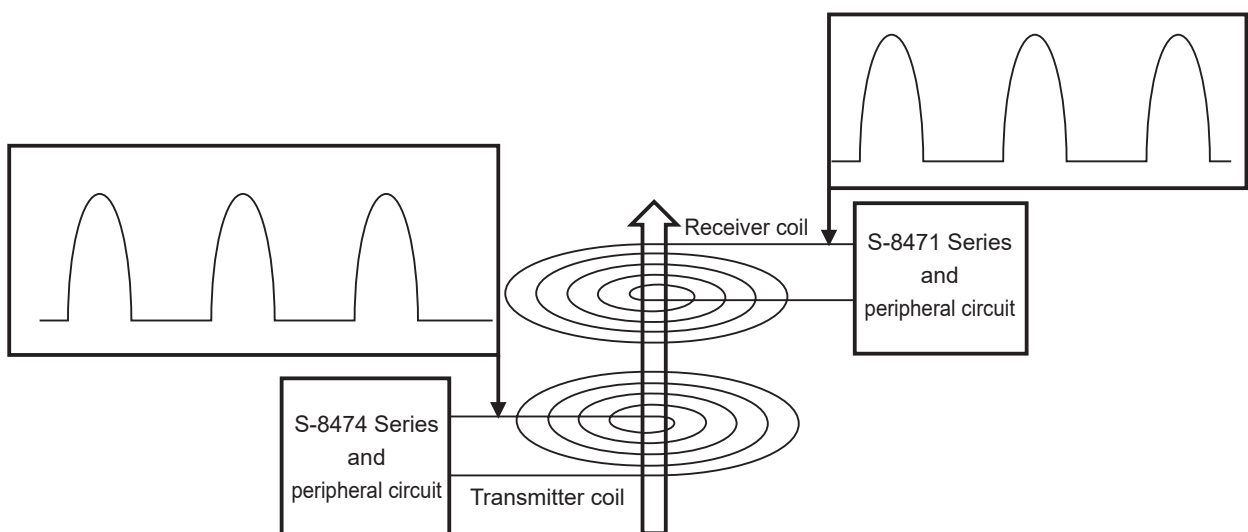 Receiver coil
S-8471 Series
and
peripheral circuit
S-8474 Series
and
peripheral circuit
Transmitter coil